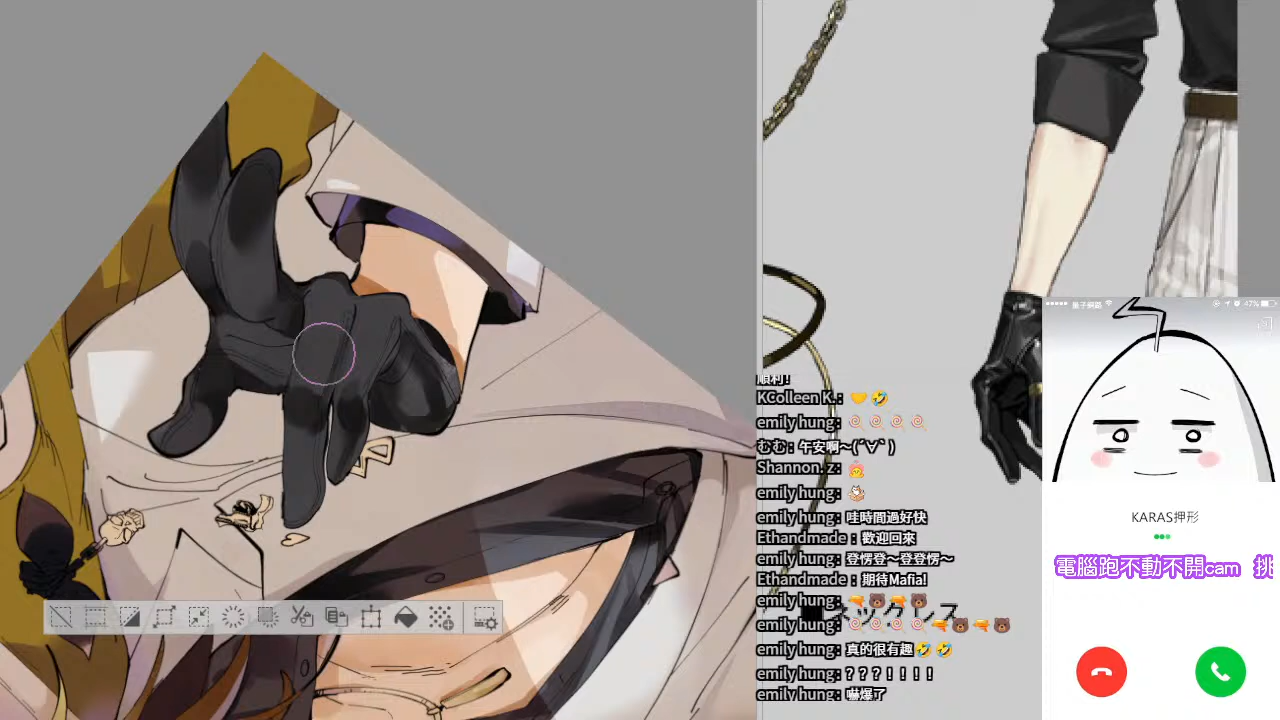 順利!
KColleen K.: 🤝🤣
emily hung: 🍭🍭🍭🍭
むむ: 午安啊～(´∀`)
Shannon. z:
emily hung:
emily hung: 哇時間過好快
Ethandmade : 歡迎回來
emily hung: 登愣登～登登愣～
Ethandmade : 期待Mafia!
emily hung: 🔫🐻🔫🐻
■ネックレス
emily hung: 🍭🍭🍭🍭🔫🐻🔫🐻
emily hung: 真的很有趣🤣🤣
emily hung: ? ? ? ! ! ! !
emily hung: 嚇爆了
47%
KARAS押形
電腦跑不動不開cam 挑